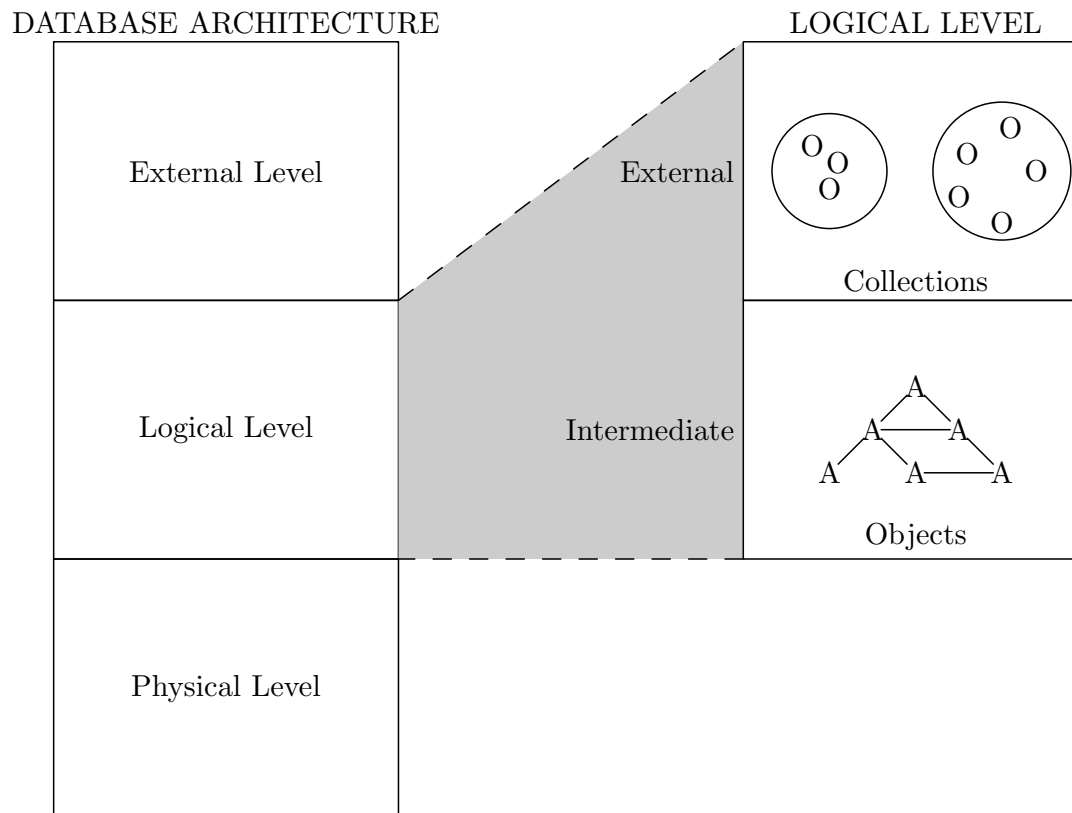 DATABASE ARCHITECTURE
External Level
Logical Level
Physical Level
LOGICAL LEVEL
External
O
O
O
O
O
O
O
O
Collections
Intermediate
A
A A
A A A
Objects